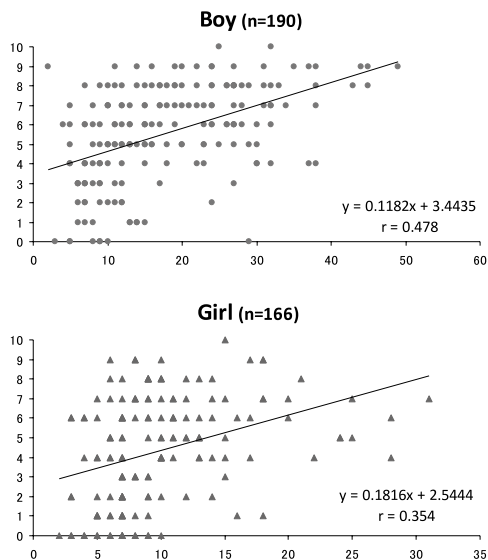 Boy (n=190)
10
9
8
7
6
5
4
3
2
1
0
0 10 20 30 40 50 60
y = 0.1182x + 3.4435
r = 0.478
Girl (n=166)
10
9
8
7
6
5
4
3
2
1
0
0 5 10 15 20 25 30 35
y = 0.1816x + 2.5444
r = 0.354